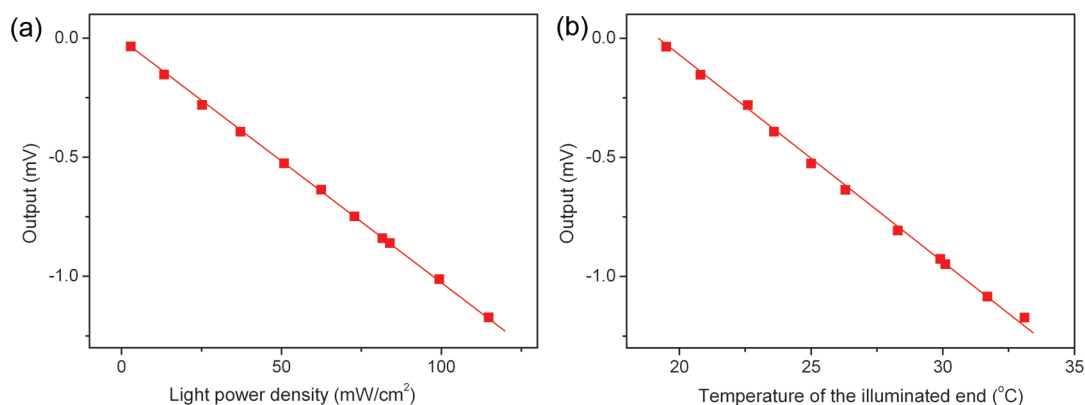 (a)
0.0
-0.5
-1.0
Output (mV)
0 50 100
Light power density (mW/cm²)
(b)
0.0
-0.5
-1.0
Output (mV)
20 25 30 35
Temperature of the illuminated end (°C)